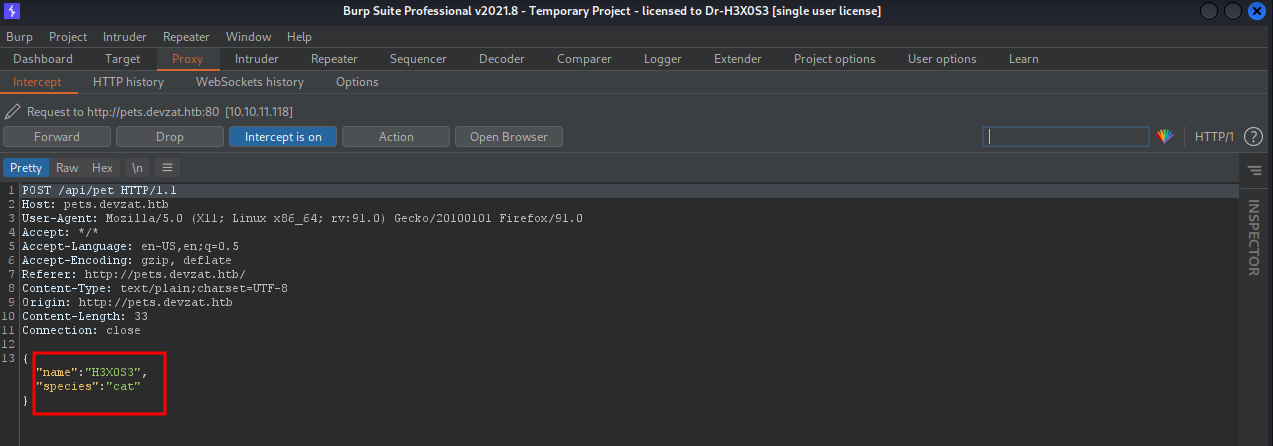 Burp Suite Professional v2021.8 - Temporary Project - licensed to Dr-H3X0S3 [single user license]
Burp Project Intruder Repeater Window Help
Dashboard Target Proxy Intruder Repeater Sequencer Decoder Comparer Logger Extender Project options User options Learn
Intercept HTTP history WebSockets history Options
Request to http://pets.devzat.htb:80 [10.10.11.118]
Forward Drop Intercept is on Action Open Browser HTTP/1 ?
Pretty Raw Hex \n
1 POST /api/pet HTTP/1.1
2 Host: pets.devzat.htb
3 User-Agent: Mozilla/5.0 (X11; Linux x86_64; rv:91.0) Gecko/20100101 Firefox/91.0
4 Accept: */*
5 Accept-Language: en-US,en;q=0.5
6 Accept-Encoding: gzip, deflate
7 Referer: http://pets.devzat.htb/
8 Content-Type: text/plain;charset=UTF-8
9 Origin: http://pets.devzat.htb
10 Content-Length: 33
11 Connection: close
12
13 {
"name":"H3X0S3",
"species":"cat"
}
INSPECTOR